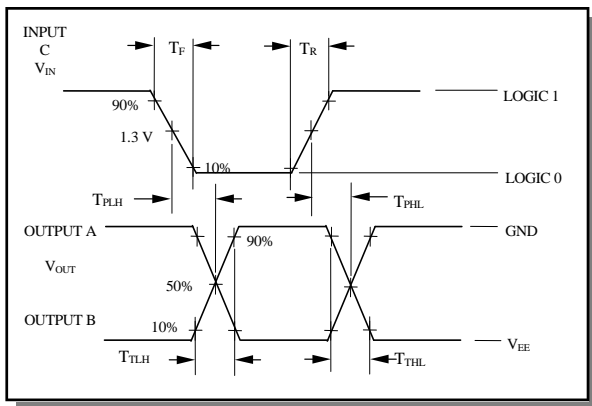 INPUT
C
VIN
TF
TR
90%
LOGIC 1
1.3 V
10%
LOGIC 0
TPLH
TPHL
OUTPUT A
GND
90%
VOUT
50%
OUTPUT B
10%
VEE
TTLH
TTHL